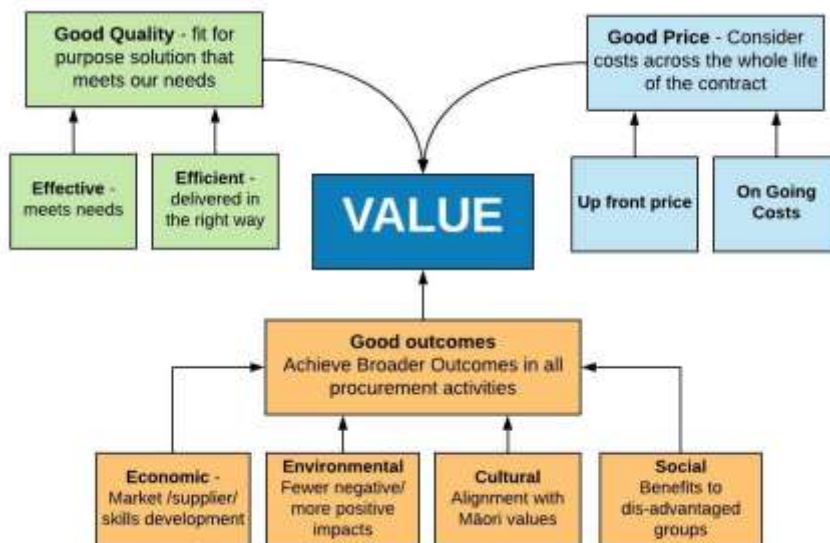 Good Quality - fit for
purpose solution that
meets our needs
Good Price - Consider
costs across the whole life
of the contract
Effective -
meets needs
Efficient -
delivered in
the right way
VALUE
Up front price
On Going
Costs
Good outcomes
Achieve Broader Outcomes in all
procurement activities
Economic -
Market /supplier/
skills development
Environmental
Fewer negative/
more positive
impacts
Cultural
Alignment with
Māori values
Social
Benefits to
dis-advantaged
groups